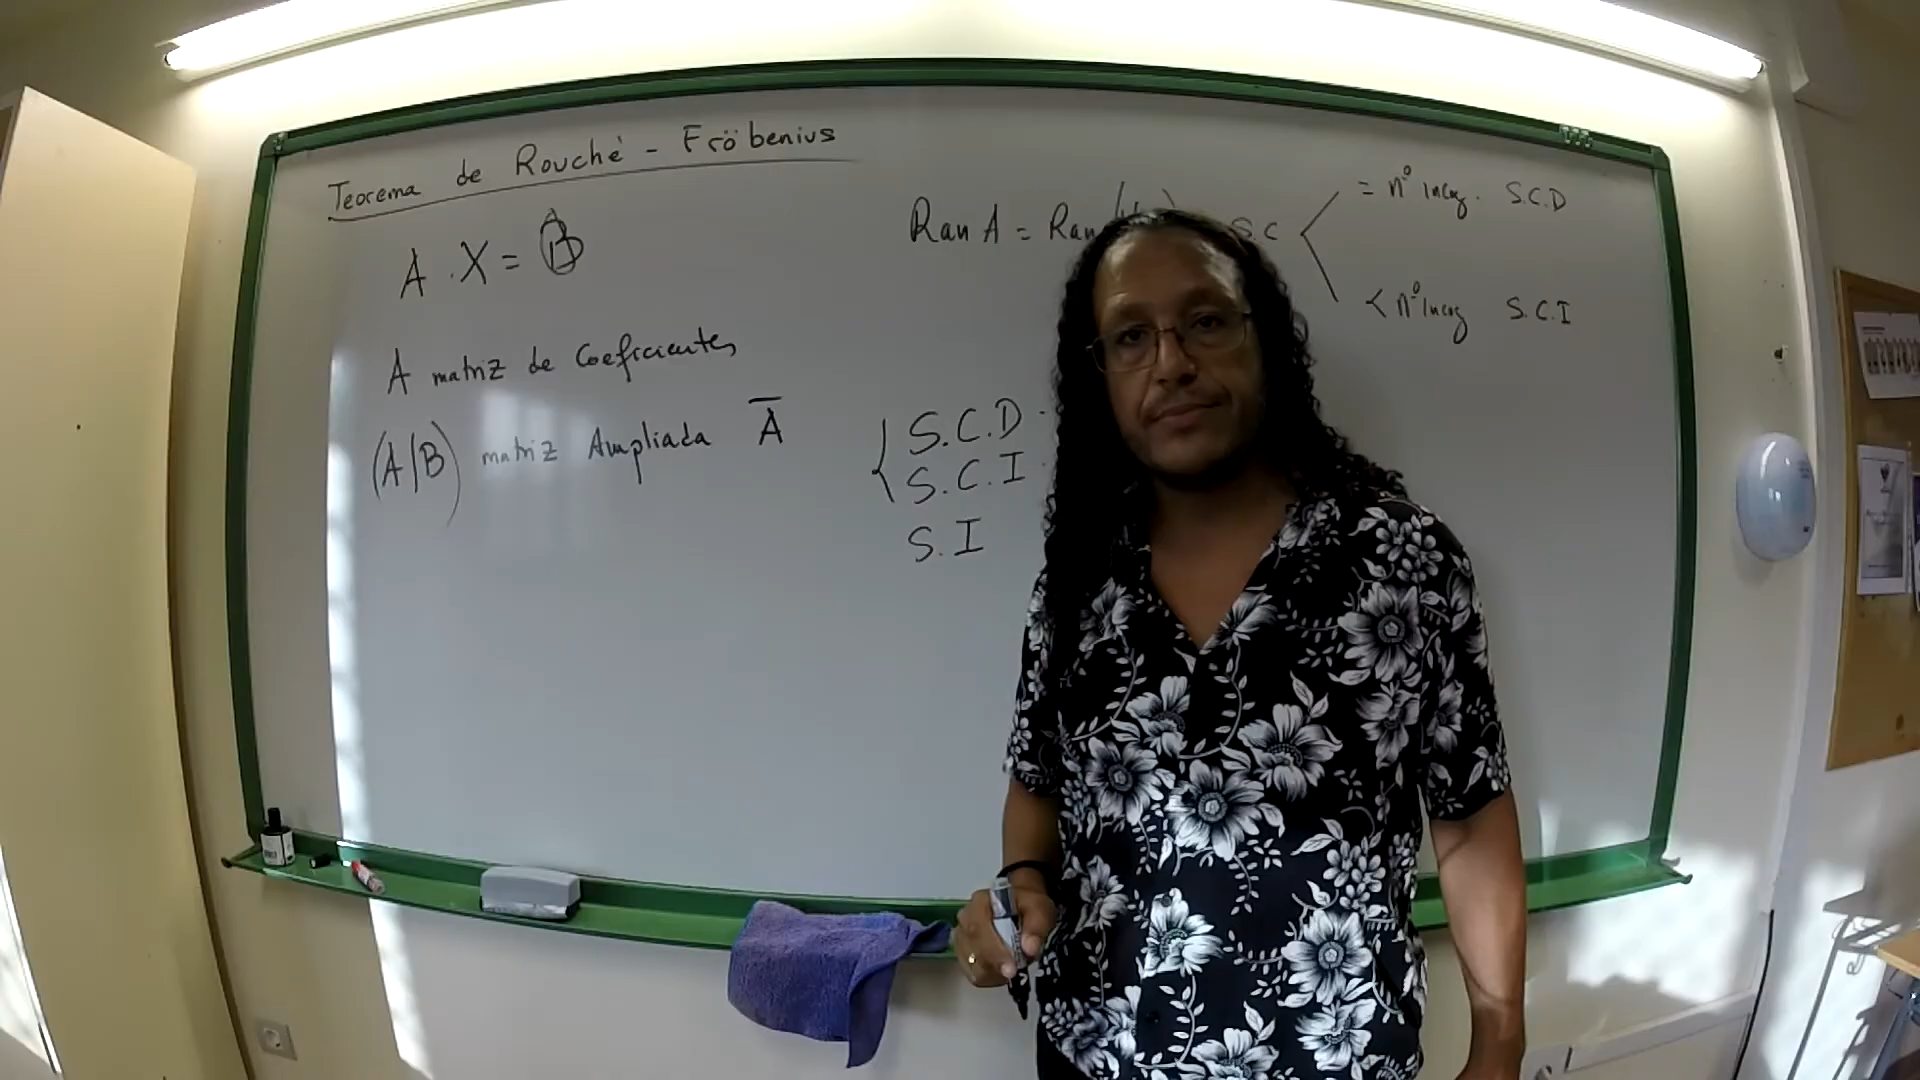 Teorema de Rouché - Fröbenius
A . X = B
A matriz de Coeficientes
(A/B) matriz Ampliada A̅
Ran A = Ran S.C
= nº incog. S.C.D
< nº incog S.C.I
S.C.D
S.C.I
S.I